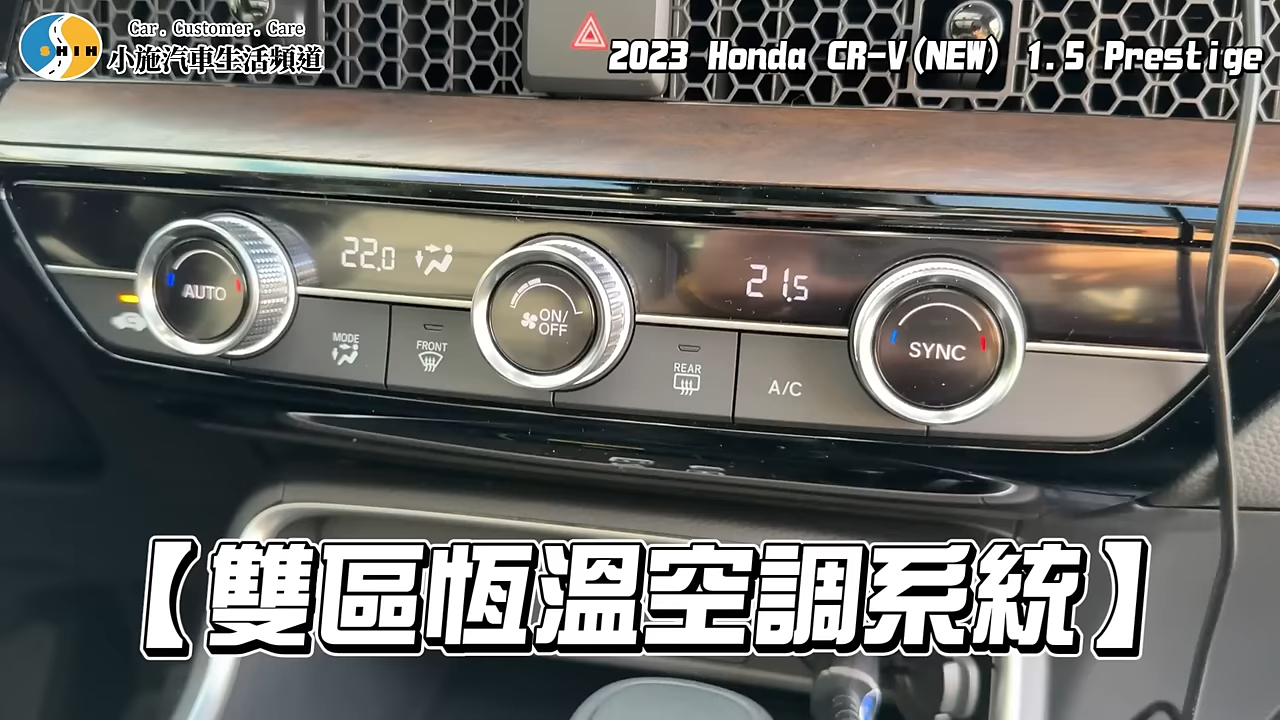 SHIH
Car. Customer. Care
小施汽車生活頻道
2023 Honda CR-V(NEW) 1.5 Prestige
AUTO
22.0
MODE
FRONT
ON/
OFF
21.5
REAR
A/C
SYNC
【雙區恆溫空調系統】